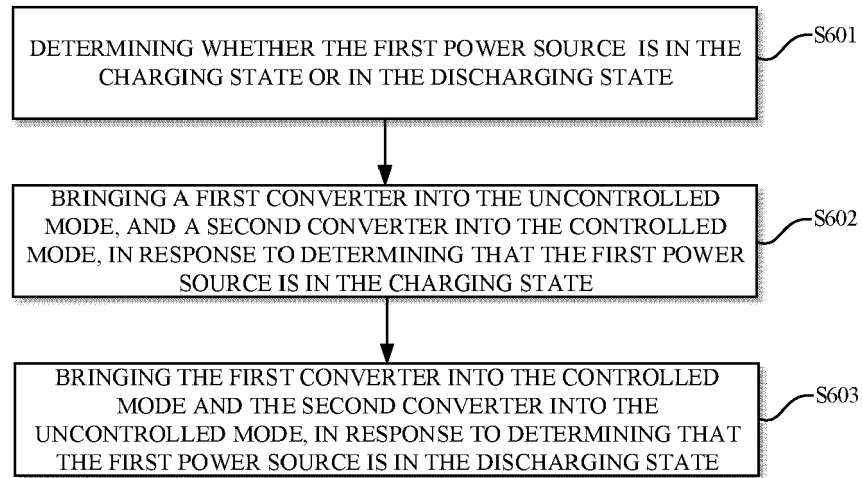 DETERMINING WHETHER THE FIRST POWER SOURCE IS IN THE
CHARGING STATE OR IN THE DISCHARGING STATE
S601
BRINGING A FIRST CONVERTER INTO THE UNCONTROLLED
MODE, AND A SECOND CONVERTER INTO THE CONTROLLED
MODE, IN RESPONSE TO DETERMINING THAT THE FIRST POWER
SOURCE IS IN THE CHARGING STATE
S602
BRINGING THE FIRST CONVERTER INTO THE CONTROLLED
MODE AND THE SECOND CONVERTER INTO THE
UNCONTROLLED MODE, IN RESPONSE TO DETERMINING THAT
THE FIRST POWER SOURCE IS IN THE DISCHARGING STATE
S603